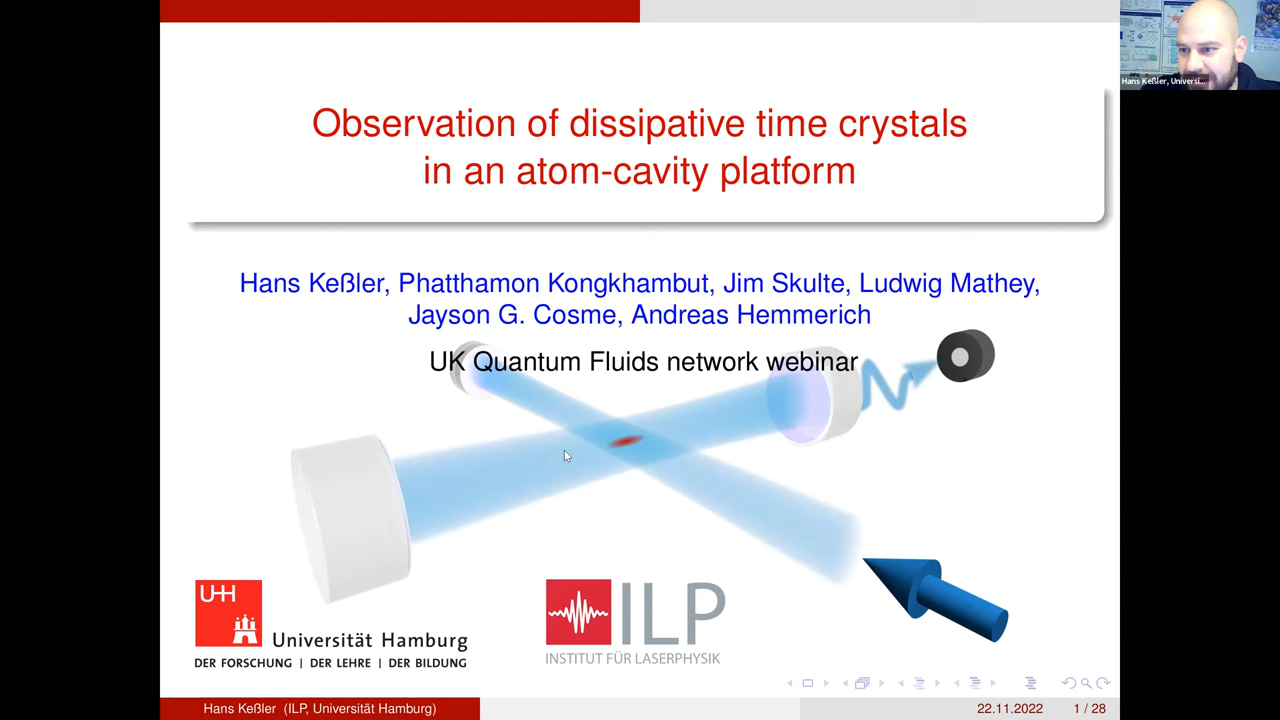 Hans Keßler, Universi...
Observation of dissipative time crystals
in an atom-cavity platform
Hans Keßler, Phatthamon Kongkhambut, Jim Skulte, Ludwig Mathey,
Jayson G. Cosme, Andreas Hemmerich
UK Quantum Fluids network webinar
UHH
Universität Hamburg
DER FORSCHUNG | DER LEHRE | DER BILDUNG
ILP
INSTITUT FÜR LASERPHYSIK
Hans Keßler (ILP, Universität Hamburg)
22.11.2022
1 / 28